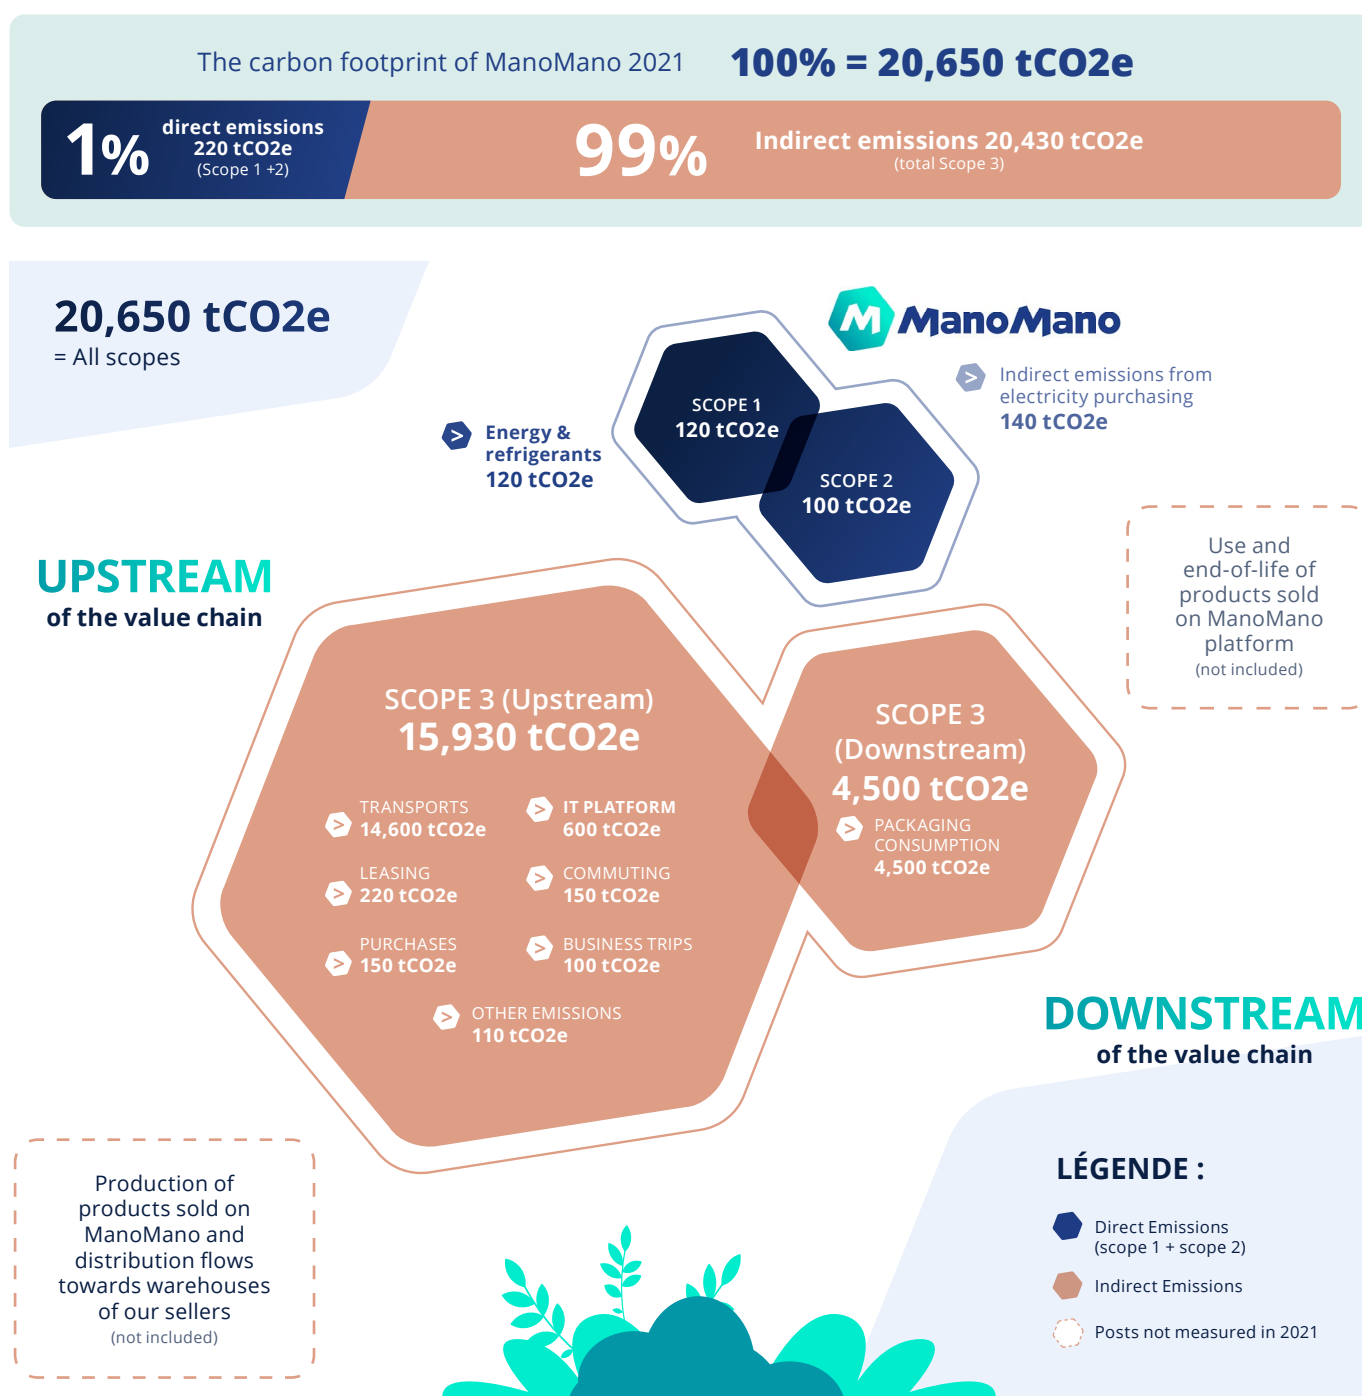 The carbon footprint of ManoMano 2021 100% = 20,650 tCO2e
1%
direct emissions
220 tCO2e
(Scope 1 +2)
99%
Indirect emissions 20,430 tCO2e
(total Scope 3)
20,650 tCO2e
= All scopes
M ManoMano
SCOPE 1
120 tCO2e
Energy &
refrigerants
120 tCO2e
Indirect emissions from
electricity purchasing
140 tCO2e
SCOPE 2
100 tCO2e
UPSTREAM
of the value chain
Use and
end-of-life of
products sold
on ManoMano
platform
(not included)
SCOPE 3 (Upstream)
15,930 tCO2e
TRANSPORTS
14,600 tCO2e
IT PLATFORM
600 tCO2e
LEASING
220 tCO2e
COMMUTING
150 tCO2e
PURCHASES
150 tCO2e
BUSINESS TRIPS
100 tCO2e
OTHER EMISSIONS
110 tCO2e
SCOPE 3
(Downstream)
4,500 tCO2e
PACKAGING
CONSUMPTION
4,500 tCO2e
DOWNSTREAM
of the value chain
Production of
products sold on
ManoMano and
distribution flows
towards warehouses
of our sellers
(not included)
LÉGENDE :
Direct Emissions
(scope 1 + scope 2)
Indirect Emissions
Posts not measured in 2021